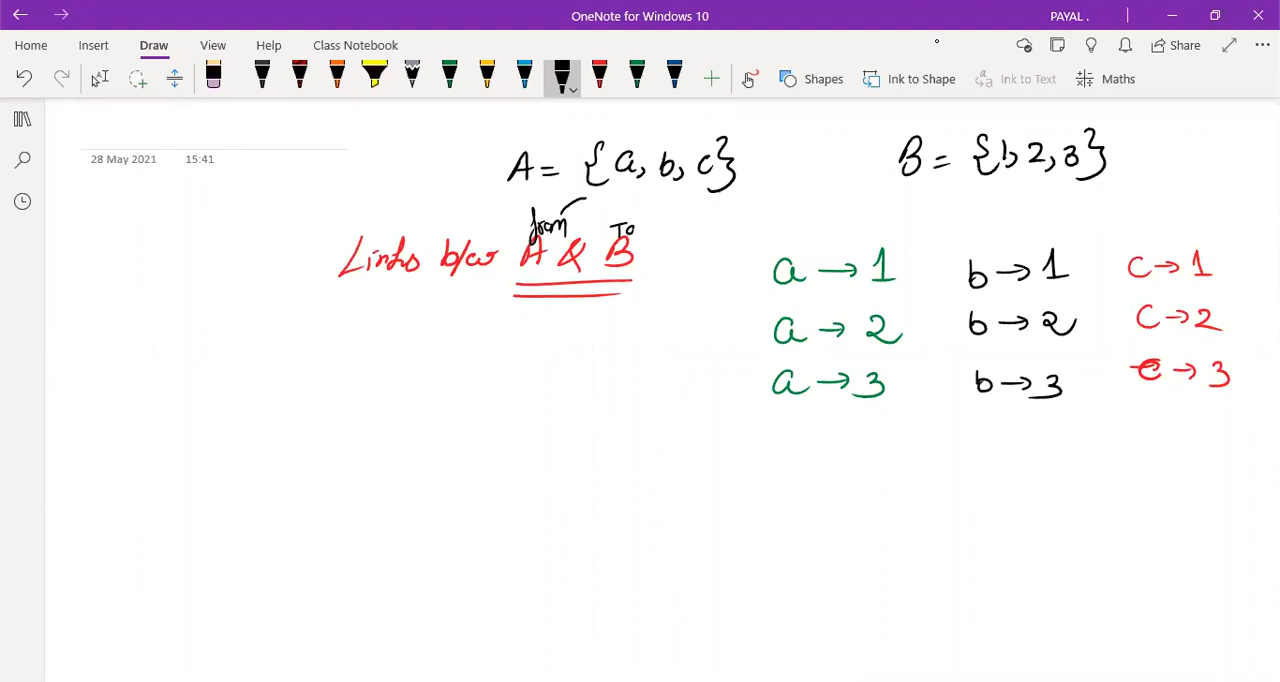 OneNote for Windows 10
PAYAL .
Home Insert Draw View Help Class Notebook
Share
Shapes Ink to Shape Ink to Text Maths
28 May 2021 15:41
A = {a, b, c} B = {1, 2, 3}
from To
Links b/w A & B
a → 1 b → 1 c → 1
a → 2 b → 2 c → 2
a → 3 b → 3 c → 3